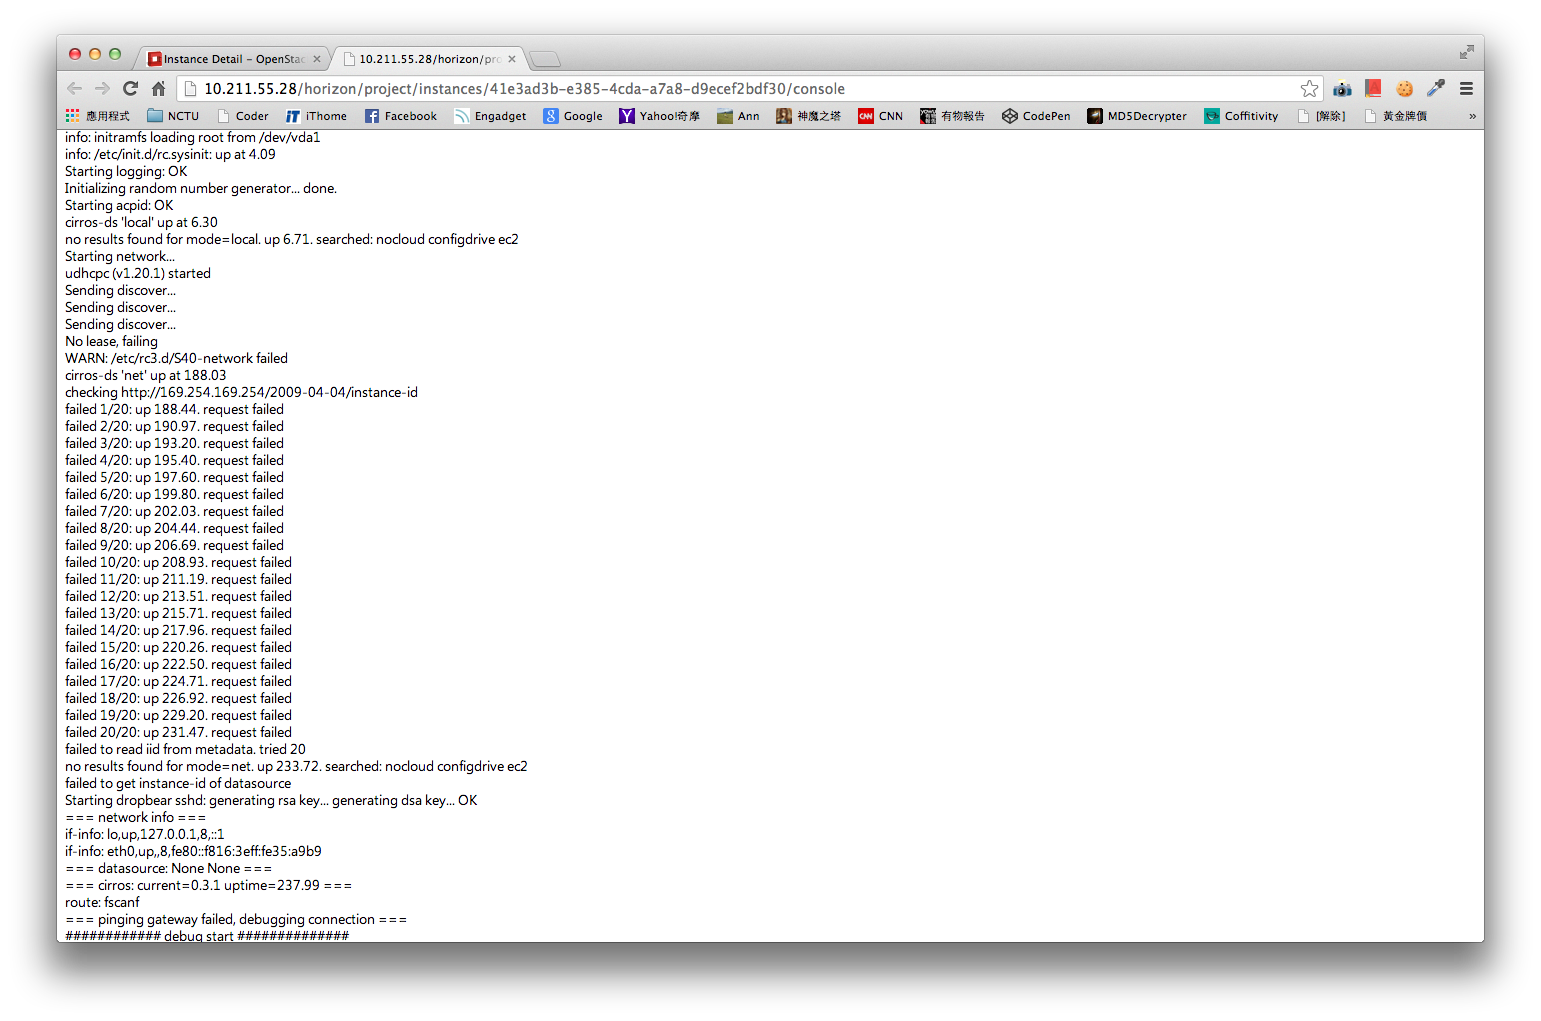 Instance Detail - OpenStac
10.211.55.28/horizon/pro
10.211.55.28/horizon/project/instances/41e3ad3b-e385-4cda-a7a8-d9ecef2bdf30/console
應用程式 NCTU Coder iThome Facebook Engadget Google Yahoo!奇摩 Ann 神魔之塔 CNN 有物報告 CodePen MD5Decrypter Coffitivity [解除] 黃金牌價 »
info: initramfs loading root from /dev/vda1
info: /etc/init.d/rc.sysinit: up at 4.09
Starting logging: OK
Initializing random number generator... done.
Starting acpid: OK
cirros-ds 'local' up at 6.30
no results found for mode=local. up 6.71. searched: nocloud configdrive ec2
Starting network...
udhcpc (v1.20.1) started
Sending discover...
Sending discover...
Sending discover...
No lease, failing
WARN: /etc/rc3.d/S40-network failed
cirros-ds 'net' up at 188.03
checking http://169.254.169.254/2009-04-04/instance-id
failed 1/20: up 188.44. request failed
failed 2/20: up 190.97. request failed
failed 3/20: up 193.20. request failed
failed 4/20: up 195.40. request failed
failed 5/20: up 197.60. request failed
failed 6/20: up 199.80. request failed
failed 7/20: up 202.03. request failed
failed 8/20: up 204.44. request failed
failed 9/20: up 206.69. request failed
failed 10/20: up 208.93. request failed
failed 11/20: up 211.19. request failed
failed 12/20: up 213.51. request failed
failed 13/20: up 215.71. request failed
failed 14/20: up 217.96. request failed
failed 15/20: up 220.26. request failed
failed 16/20: up 222.50. request failed
failed 17/20: up 224.71. request failed
failed 18/20: up 226.92. request failed
failed 19/20: up 229.20. request failed
failed 20/20: up 231.47. request failed
failed to read iid from metadata. tried 20
no results found for mode=net. up 233.72. searched: nocloud configdrive ec2
failed to get instance-id of datasource
Starting dropbear sshd: generating rsa key... generating dsa key... OK
=== network info ===
if-info: lo,up,127.0.0.1,8,::1
if-info: eth0,up,,8,fe80::f816:3eff:fe35:a9b9
=== datasource: None None ===
=== cirros: current=0.3.1 uptime=237.99 ===
route: fscanf
=== pinging gateway failed, debugging connection ===
############ debug start ##############